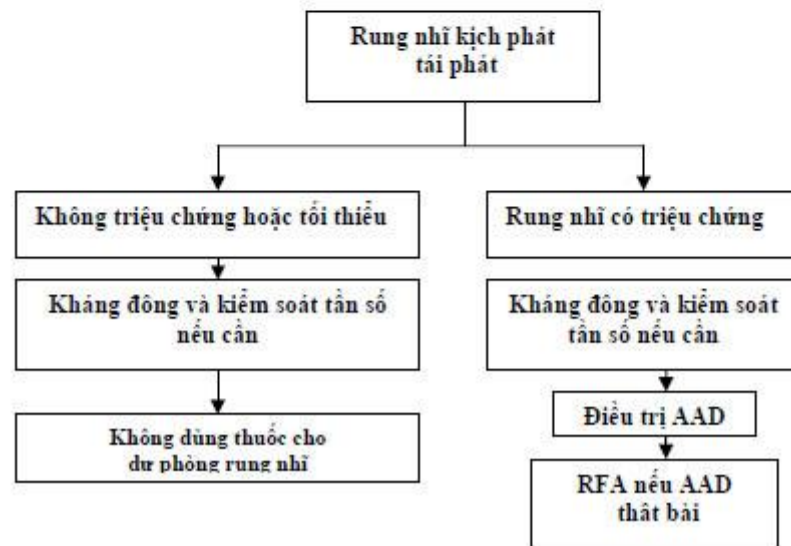 Rung nhĩ kịch phát
tái phát
Không triệu chứng hoặc tối thiểu
Rung nhĩ có triệu chứng
Kháng đông và kiểm soát tần số
nếu cần
Kháng đông và kiểm soát
tần số nếu cần
Điều trị AAD
Không dùng thuốc cho
dự phòng rung nhĩ
RFA nếu AAD
thất bại